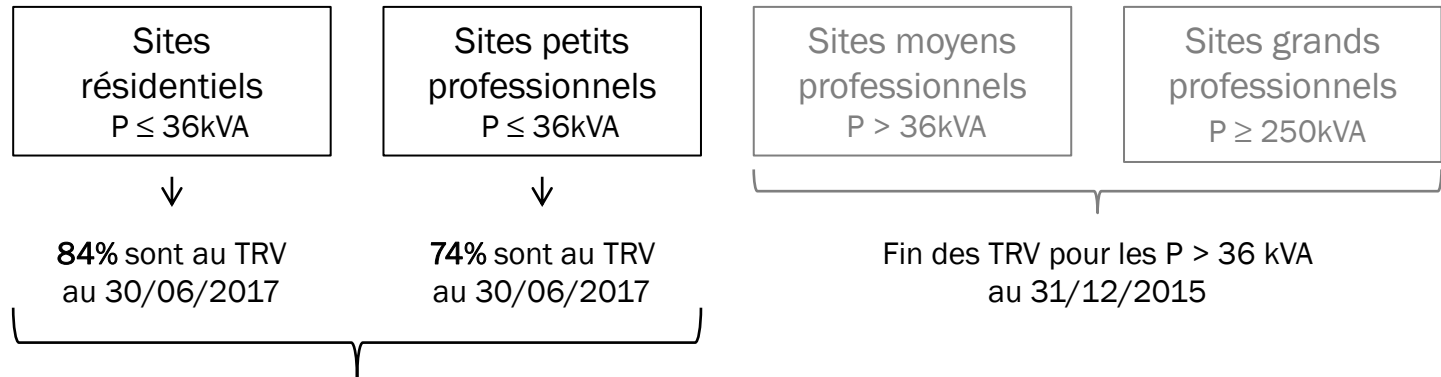 Sites
résidentiels
P ≤ 36kVA
Sites petits
professionnels
P ≤ 36kVA
Sites moyens
professionnels
P > 36kVA
Sites grands
professionnels
P ≥ 250kVA
84% sont au TRV
au 30/06/2017
74% sont au TRV
au 30/06/2017
Fin des TRV pour les P > 36 kVA
au 31/12/2015